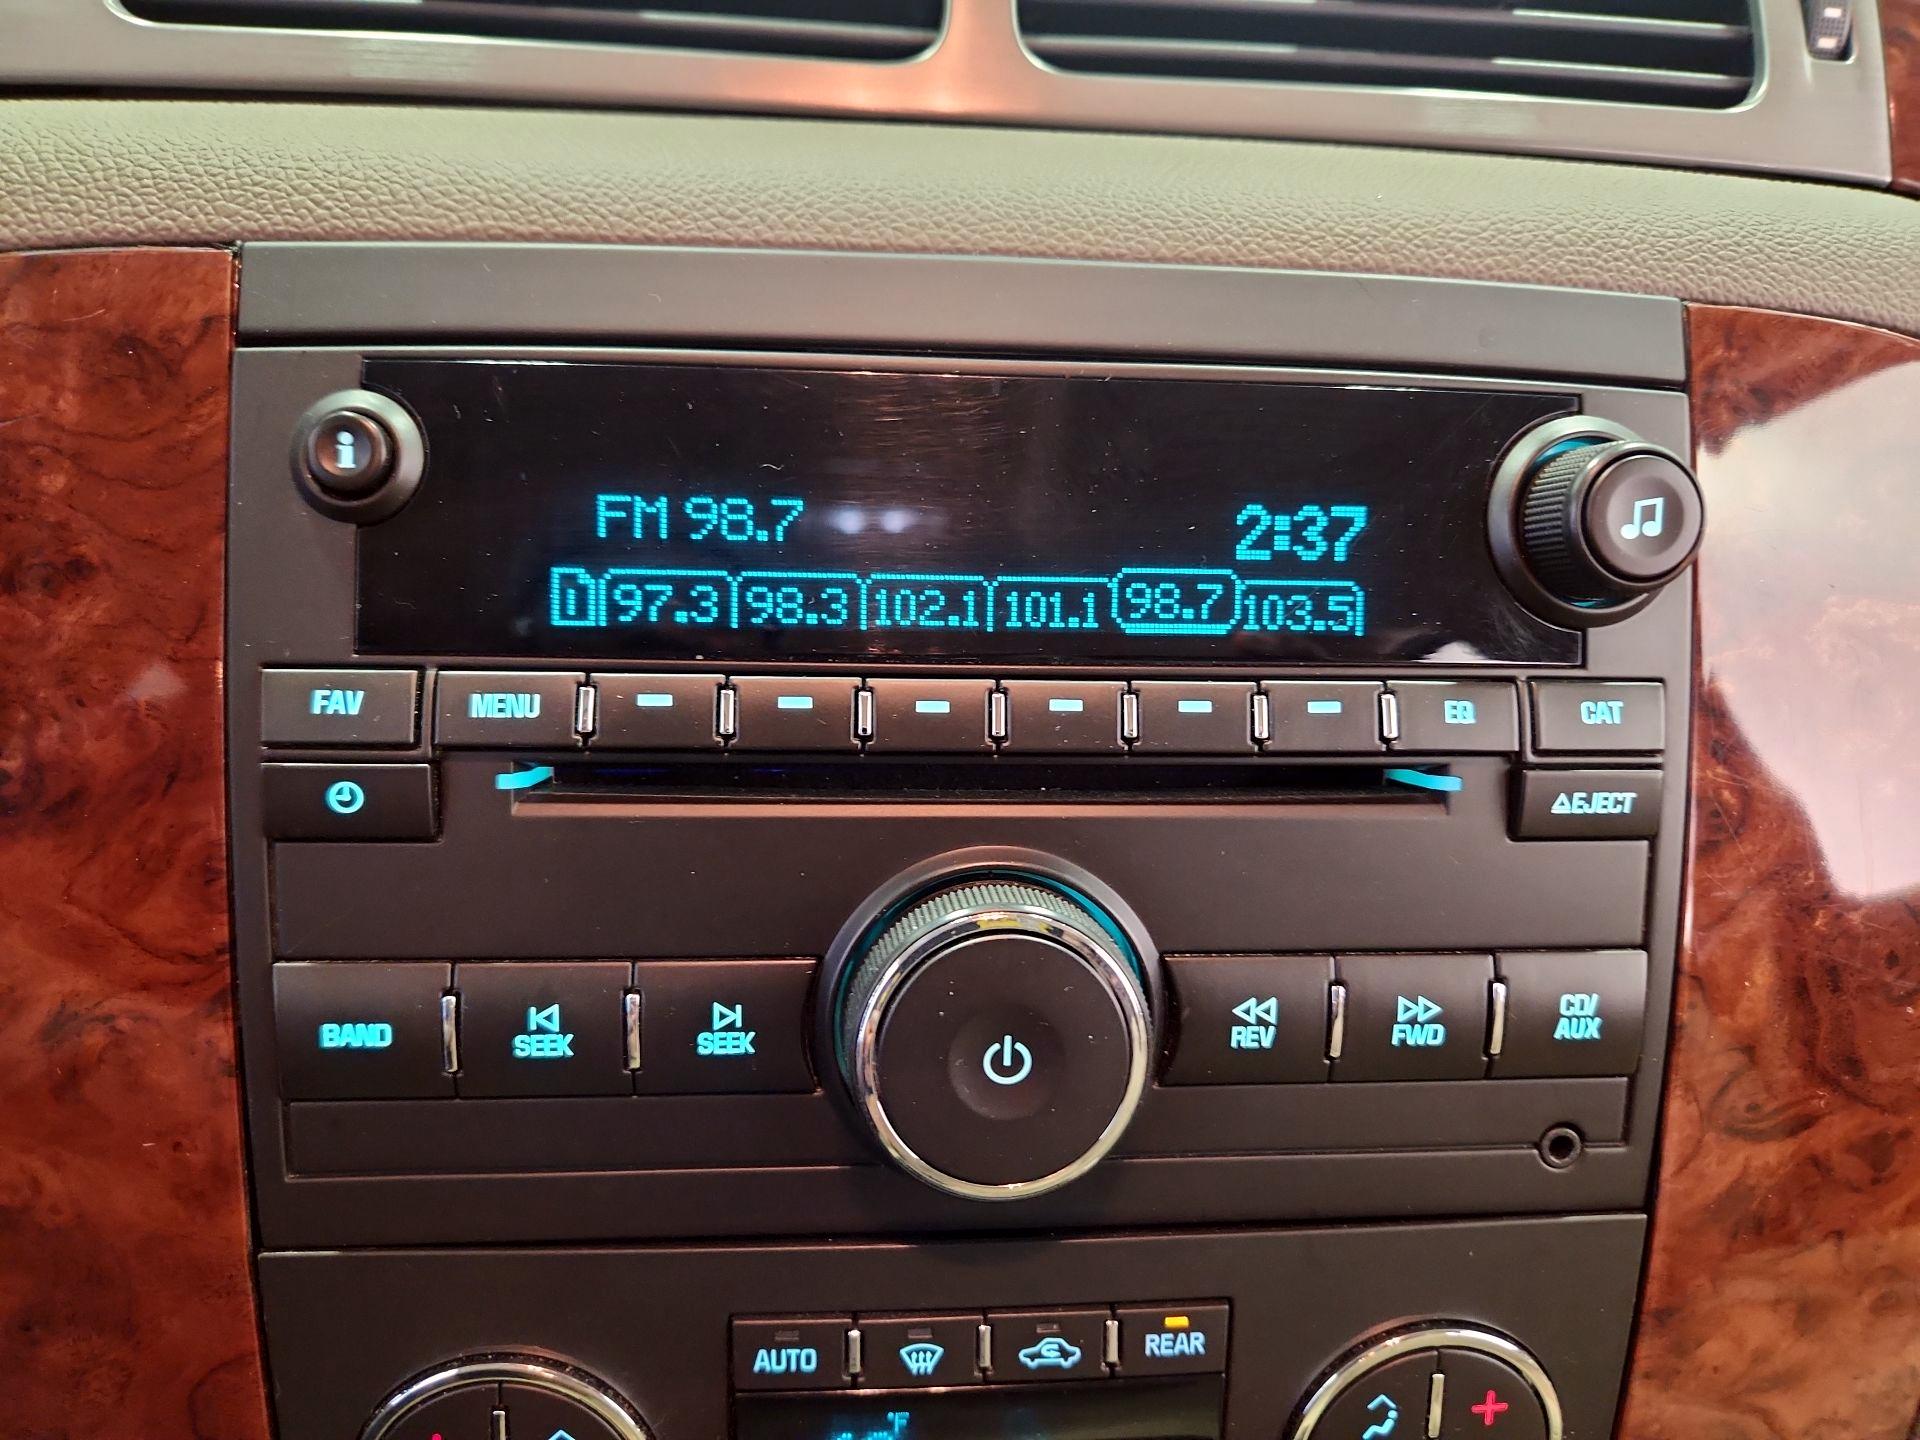 i
FM 98.7 2:37
1 97.3 98.3 102.1 101.1 98.7 103.5
FAV MENU EQ CAT
EJECT
BAND SEEK SEEK REV FWD CD/
AUX
AUTO REAR
°F